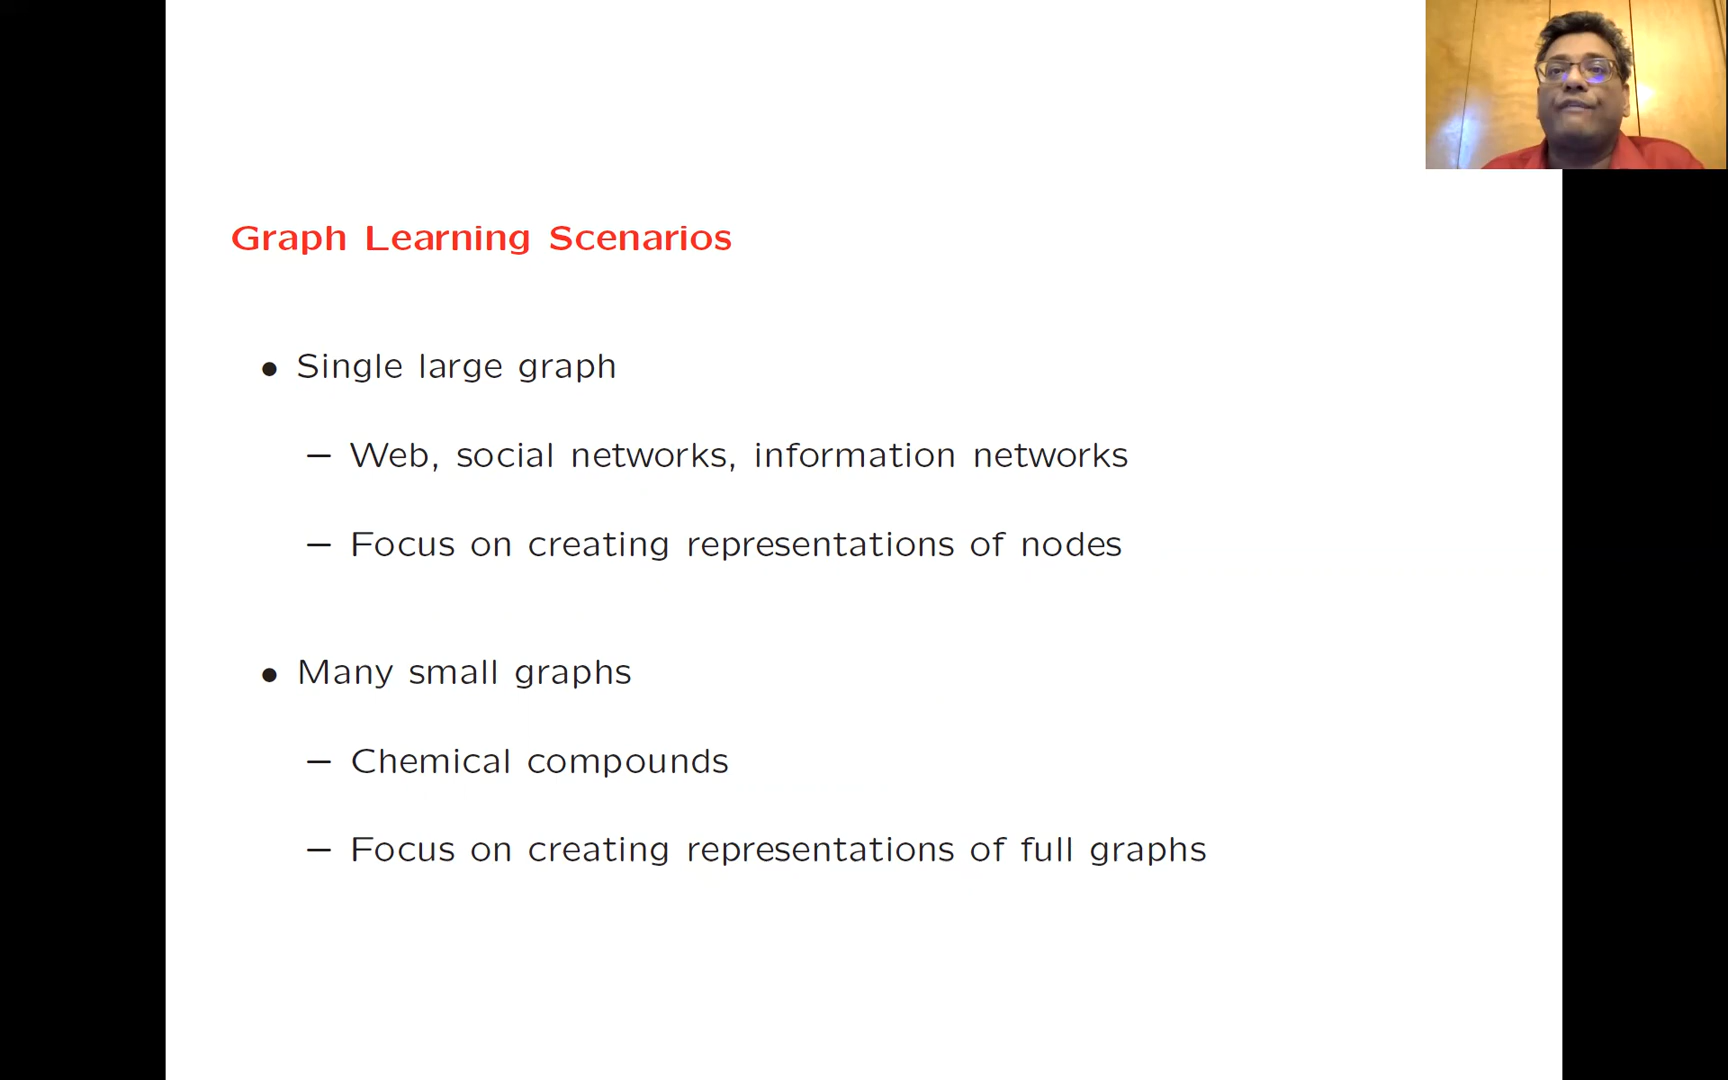 Graph Learning Scenarios
• Single large graph
– Web, social networks, information networks
– Focus on creating representations of nodes
• Many small graphs
– Chemical compounds
– Focus on creating representations of full graphs